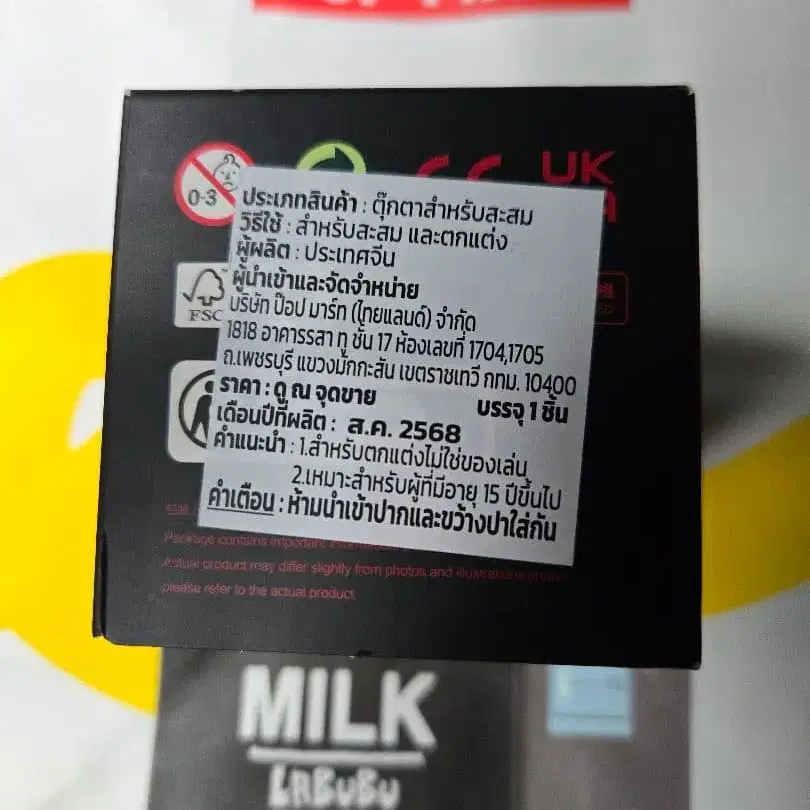 0-3
UK
FSC
ประเภทสินค้า : ตุ๊กตาสำหรับสะสม
วิธีใช้ : สำหรับสะสม และตกแต่ง
ผู้ผลิต : ประเทศจีน
ผู้นำเข้าและจัดจำหน่าย
บริษัท ป๊อป มาร์ท (ไทยแลนด์) จำกัด
1818 อาคารรสา ทู ชั้น 17 ห้องเลขที่ 1704,1705
ถ.เพชรบุรี แขวงมักกะสัน เขตราชเทวี กทม. 10400
ราคา : ดู ณ จุดขาย บรรจุ 1 ชิ้น
เดือนปีที่ผลิต : ส.ค. 2568
คำแนะนำ : 1.สำหรับตกแต่งไม่ใช่ของเล่น
2.เหมาะสำหรับผู้ที่มีอายุ 15 ปีขึ้นไป
คำเตือน : ห้ามนำเข้าปากและขว้างปาใส่กัน
Package contains important
Actual product may differ slightly from photos and
please refer to the actual product.
MILK
LABUBU